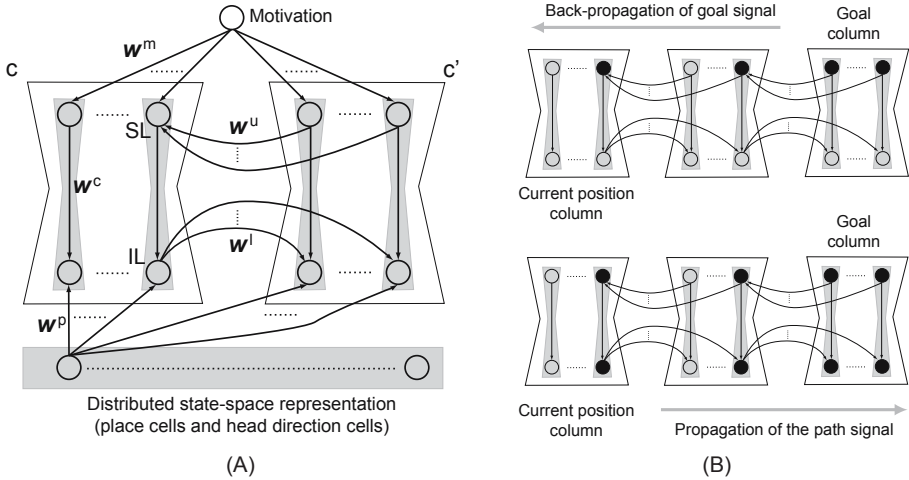 Motivation
w^m
c
c'
SL
w^u
w^c
IL
w^l
w^p
Distributed state-space representation
(place cells and head direction cells)
(A)
Back-propagation of goal signal
Goal
column
Current position
column
Goal
column
Current position
column
Propagation of the path signal
(B)